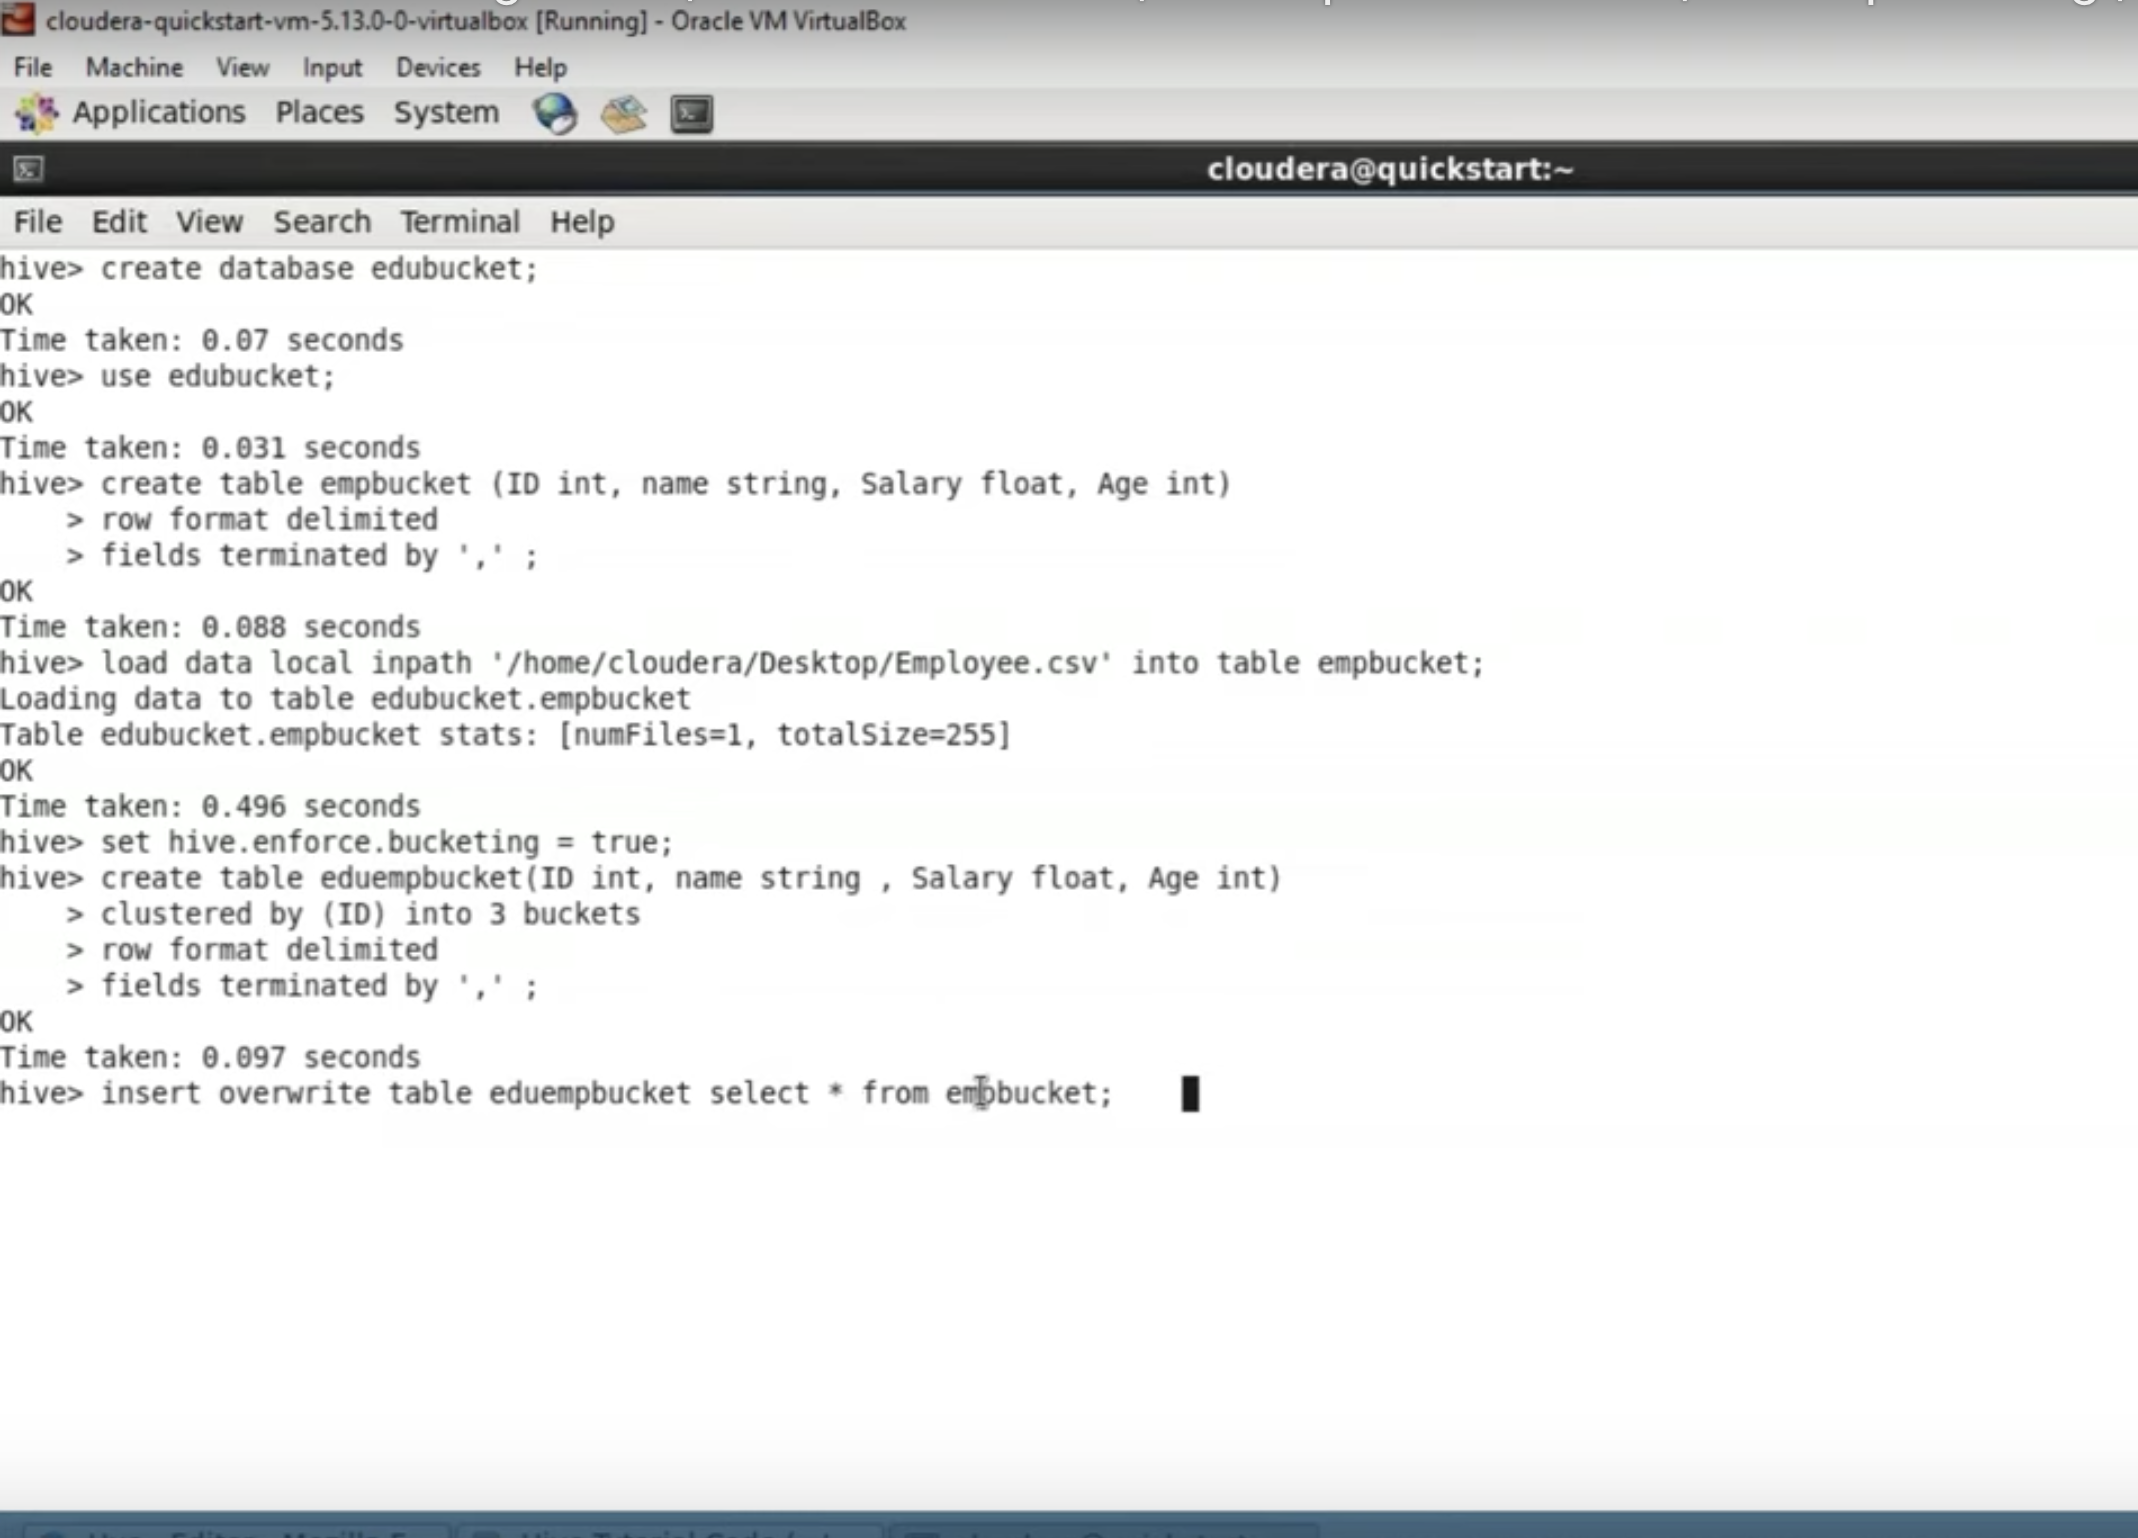 cloudera-quickstart-vm-5.13.0-0-virtualbox [Running] - Oracle VM VirtualBox
File Machine View Input Devices Help
Applications Places System
cloudera@quickstart:~
File Edit View Search Terminal Help
hive> create database edubucket;
OK
Time taken: 0.07 seconds
hive> use edubucket;
OK
Time taken: 0.031 seconds
hive> create table empbucket (ID int, name string, Salary float, Age int)
    > row format delimited
    > fields terminated by ',' ;
OK
Time taken: 0.088 seconds
hive> load data local inpath '/home/cloudera/Desktop/Employee.csv' into table empbucket;
Loading data to table edubucket.empbucket
Table edubucket.empbucket stats: [numFiles=1, totalSize=255]
OK
Time taken: 0.496 seconds
hive> set hive.enforce.bucketing = true;
hive> create table eduempbucket(ID int, name string , Salary float, Age int)
    > clustered by (ID) into 3 buckets
    > row format delimited
    > fields terminated by ',' ;
OK
Time taken: 0.097 seconds
hive> insert overwrite table eduempbucket select * from empbucket;